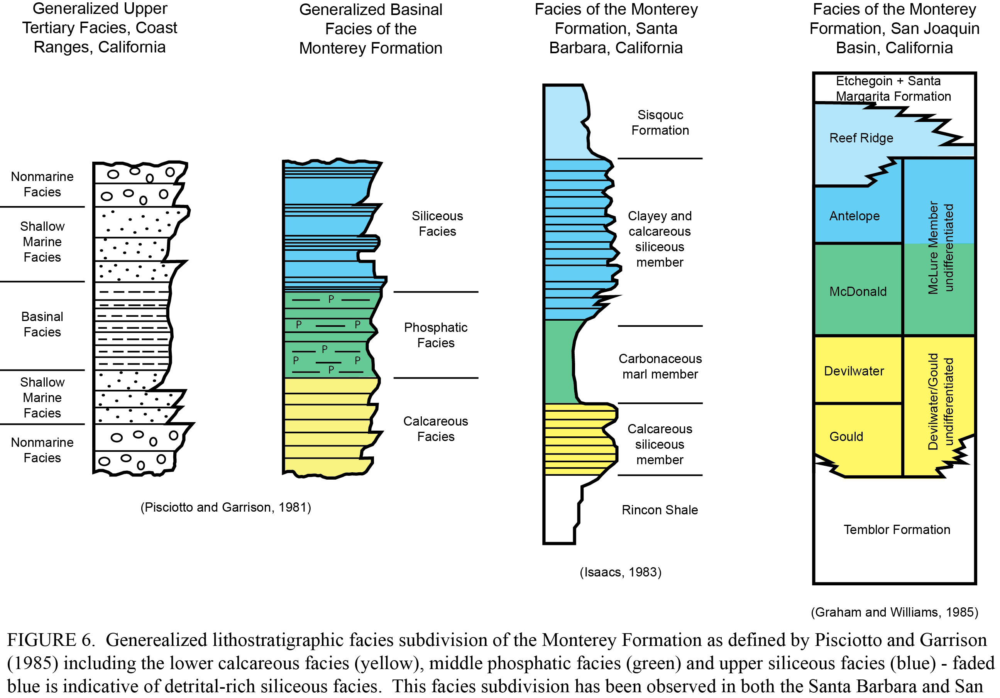 Generalized Upper
Tertiary Facies, Coast
Ranges, California
Nonmarine
Facies
Shallow
Marine
Facies
Basinal
Facies
Shallow
Marine
Facies
Nonmarine
Facies
Generalized Basinal
Facies of the
Monterey Formation
P
P P
P
P P
P
Siliceous
Facies
Phosphatic
Facies
Calcareous
Facies
(Pisciotto and Garrison, 1981)
Facies of the Monterey
Formation, Santa
Barbara, California
Sisqouc
Formation
Clayey and
calcareous
siliceous
member
Carbonaceous
marl member
Calcareous
siliceous
member
Rincon Shale
(Isaacs, 1983)
Facies of the Monterey
Formation, San Joaquin
Basin, California
Etchegoin + Santa
Margarita Formation
Reef Ridge
Antelope
McDonald
McLure Member
undifferentiated
Devilwater
Gould
Devilwater/Gould
undifferentiated
Temblor Formation
(Graham and Williams, 1985)
FIGURE 6.  Generealized lithostratigraphic facies subdivision of the Monterey Formation as defined by Pisciotto and Garrison
(1985) including the lower calcareous facies (yellow), middle phosphatic facies (green) and upper siliceous facies (blue) - faded
blue is indicative of detrital-rich siliceous facies.  This facies subdivision has been observed in both the Santa Barbara and San